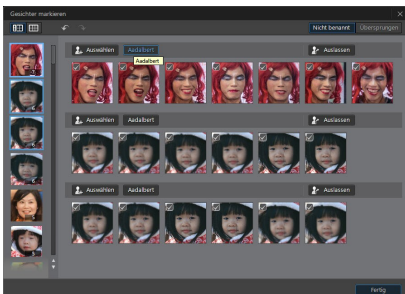 Gesichter markieren
Nicht benannt Übersprungen
Auswählen Aadalbert Auslassen
Aadalbert
Auswählen Aadalbert Auslassen
Auswählen Aadalbert Auslassen
Fertig